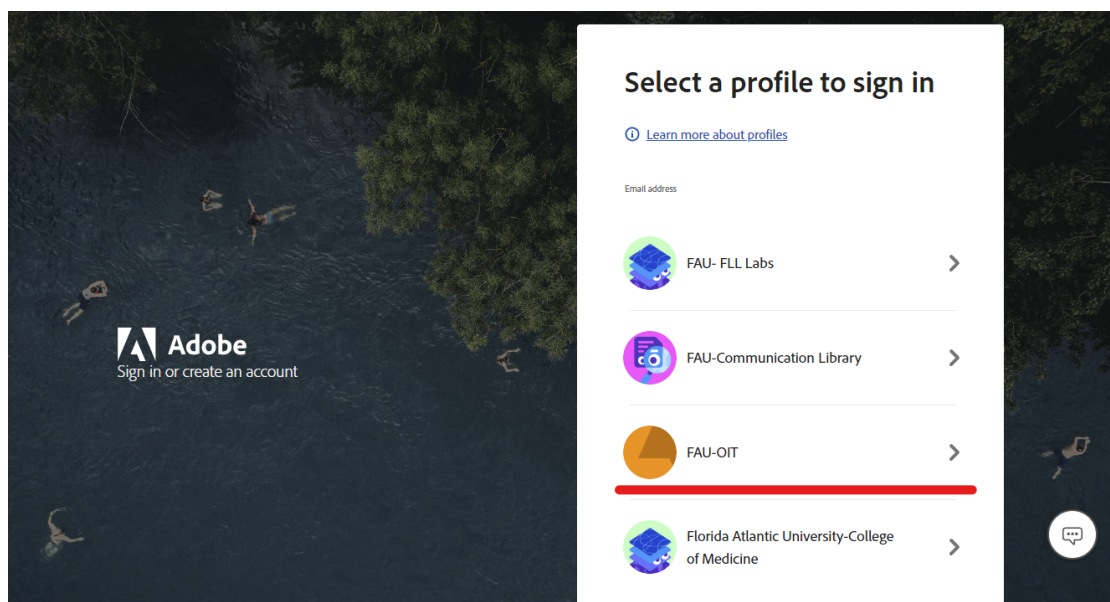 Select a profile to sign in
Learn more about profiles
Email address
FAU- FLL Labs
Adobe
Sign in or create an account
FAU-Communication Library
FAU-OIT
Florida Atlantic University-College
of Medicine